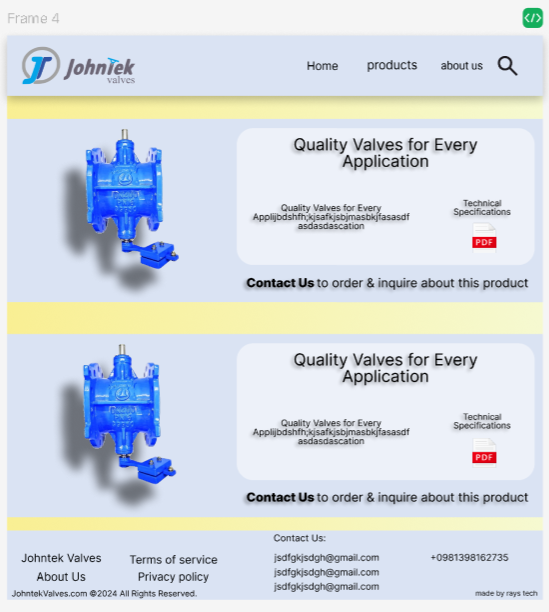 Frame 4
</>
JT Johntek
valves
Home products about us
Quality Valves for Every
Application
Quality Valves for Every
Applijbdshfh;kjsafkjsbjmasbkjfasasdf
asdasdascation
Technical
Specifications
PDF
Contact Us to order & inquire about this product
Quality Valves for Every
Application
Quality Valves for Every
Applijbdshfh;kjsafkjsbjmasbkjfasasdf
asdasdascation
Technical
Specifications
PDF
Contact Us to order & inquire about this product
Contact Us:
Johntek Valves Terms of service jsdfgkjsdgh@gmail.com +0981398162735
jsdfgkjsdgh@gmail.com
About Us Privacy policy
jsdfgkjsdgh@gmail.com
JohntekValves.com ©2024 All Rights Reserved. made by rays tech